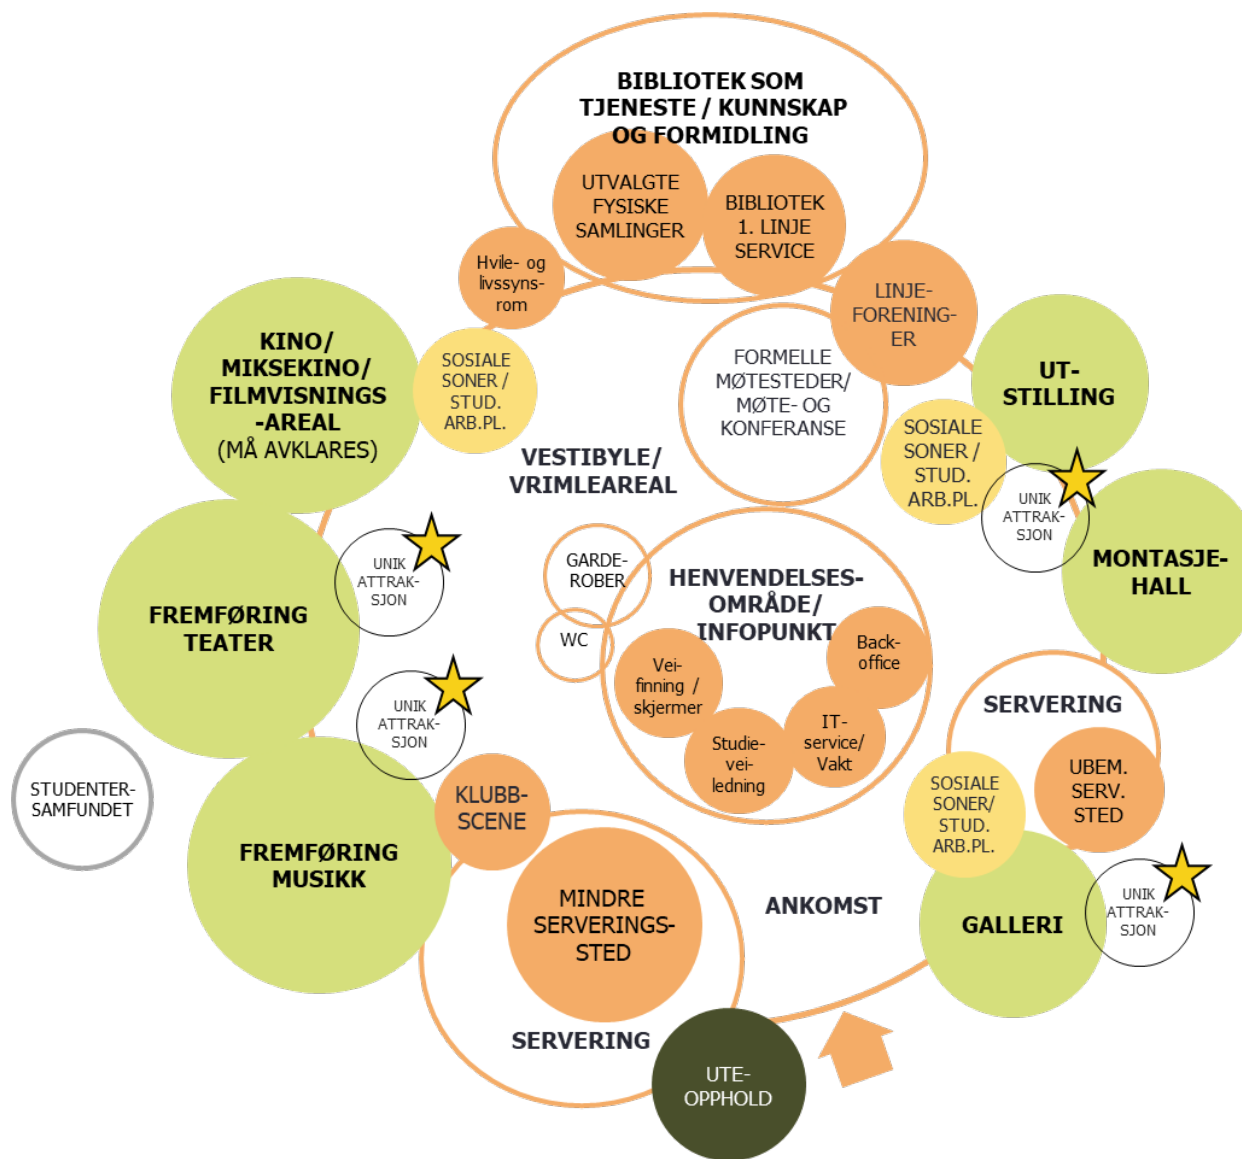 BIBLIOTEK SOM
TJENESTE / KUNNSKAP
OG FORMIDLING
UTVALGTE
FYSISKE
SAMLINGER
BIBLIOTEK
1. LINJE
SERVICE
Hvile- og
livssyns-
rom
LINJE-
FORENING-
ER
KINO/
MIKSEKINO/
FILMVISNINGS
-AREAL
(MÅ AVKLARES)
SOSIALE
SONER /
STUD.
ARB.PL.
FORMELLE
MØTESTEDER/
MØTE- OG
KONFERANSE
UT-
STILLING
SOSIALE
SONER /
STUD.
ARB.PL.
VESTIBYLE/
VRIMLEAREAL
UNIK
ATTRAK-
SJON
MONTASJE-
HALL
FREMFØRING
TEATER
UNIK
ATTRAK-
SJON
GARDE-
ROBER
WC
HENVENDELSES-
OMRÅDE/
INFOPUNKT
Back-
office
Vei-
finning /
skjermer
IT-
service/
Vakt
Studie-
vei-
ledning
UNIK
ATTRAK-
SJON
SERVERING
UBEM.
SERV.
STED
SOSIALE
SONER/
STUD.
ARB.PL.
STUDENTER-
SAMFUNDET
FREMFØRING
MUSIKK
KLUBB-
SCENE
MINDRE
SERVERINGS-
STED
ANKOMST
GALLERI
UNIK
ATTRAK-
SJON
SERVERING
UTE-
OPPHOLD